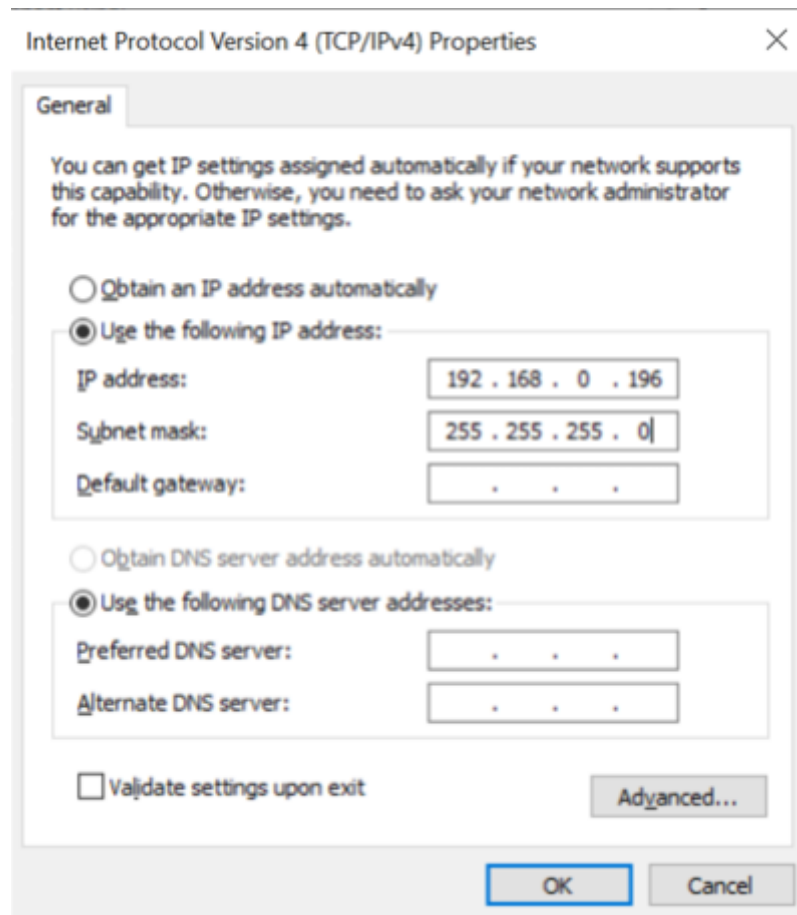 Internet Protocol Version 4 (TCP/IPv4) Properties
General
You can get IP settings assigned automatically if your network supports
this capability. Otherwise, you need to ask your network administrator
for the appropriate IP settings.
Obtain an IP address automatically
Use the following IP address:
IP address: 192 . 168 . 0 . 196
Subnet mask: 255 . 255 . 255 . 0
Default gateway: . . .
Obtain DNS server address automatically
Use the following DNS server addresses:
Preferred DNS server: . . .
Alternate DNS server: . . .
Validate settings upon exit
Advanced...
OK Cancel